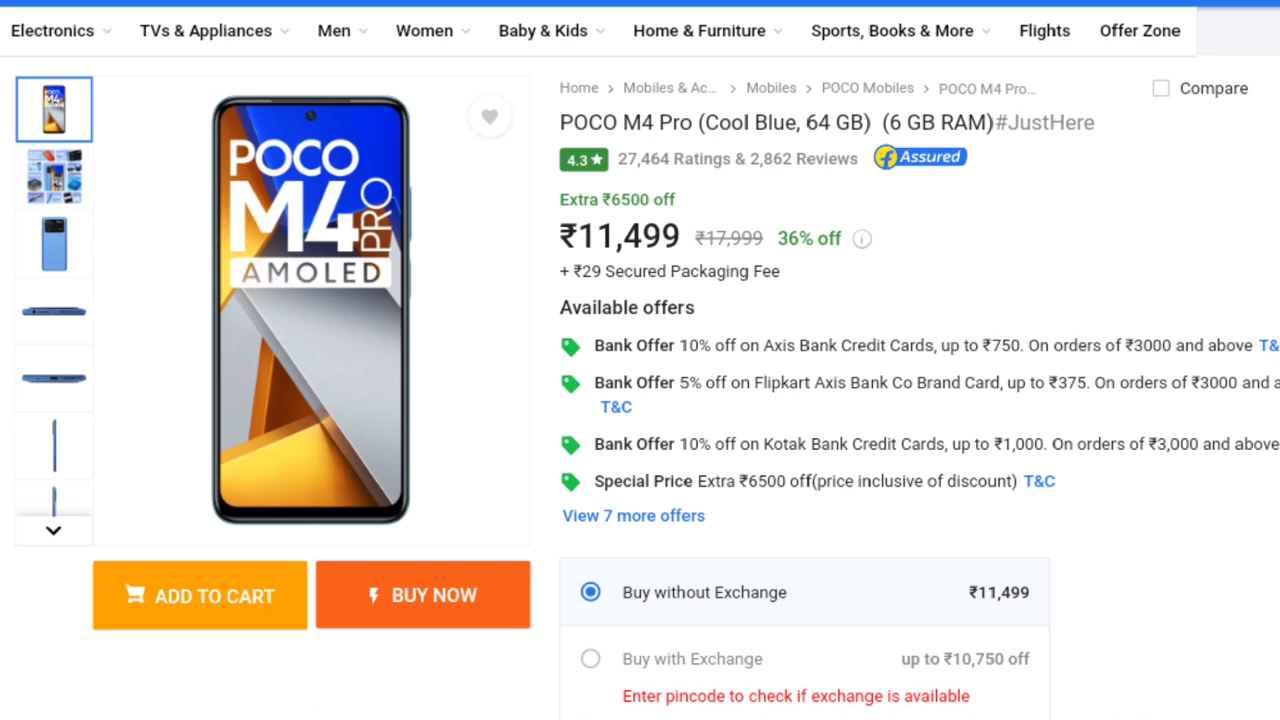 Electronics TVs & Appliances Men Women Baby & Kids Home & Furniture Sports, Books & More Flights Offer Zone
Home > Mobiles & Ac... > Mobiles > POCO Mobiles > POCO M4 Pro...
Compare
POCO M4 Pro (Cool Blue, 64 GB) (6 GB RAM)#JustHere
4.3★ 27,464 Ratings & 2,862 Reviews Assured
Extra ₹6500 off
₹11,499 ₹17,999 36% off i
+ ₹29 Secured Packaging Fee
Available offers
Bank Offer 10% off on Axis Bank Credit Cards, up to ₹750. On orders of ₹3000 and above T&
Bank Offer 5% off on Flipkart Axis Bank Co Brand Card, up to ₹375. On orders of ₹3000 and a
T&C
Bank Offer 10% off on Kotak Bank Credit Cards, up to ₹1,000. On orders of ₹3,000 and above
Special Price Extra ₹6500 off(price inclusive of discount) T&C
View 7 more offers
POCO
M4
PRO
AMOLED
ADD TO CART
BUY NOW
Buy without Exchange ₹11,499
Buy with Exchange up to ₹10,750 off
Enter pincode to check if exchange is available